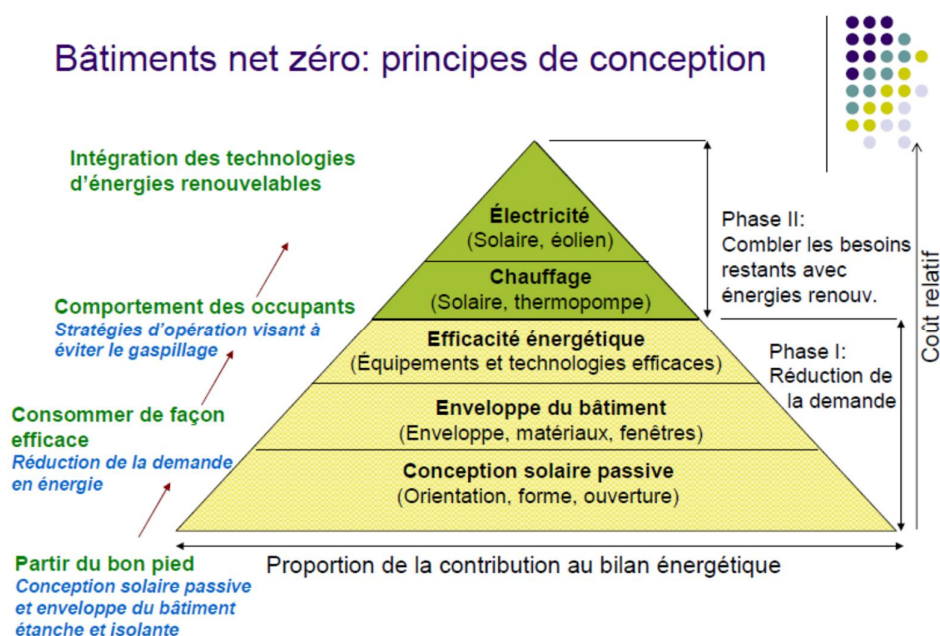 Bâtiments net zéro: principes de conception
Intégration des technologies
d'énergies renouvelables
Comportement des occupants
Stratégies d'opération visant à
éviter le gaspillage
Consommer de façon
efficace
Réduction de la demande
en énergie
Partir du bon pied
Conception solaire passive
et enveloppe du bâtiment
étanche et isolante
Électricité
(Solaire, éolien)
Chauffage
(Solaire, thermopompe)
Efficacité énergétique
(Équipements et technologies efficaces)
Enveloppe du bâtiment
(Enveloppe, matériaux, fenêtres)
Conception solaire passive
(Orientation, forme, ouverture)
Proportion de la contribution au bilan énergétique
Phase II:
Combler les besoins
restants avec
énergies renouv.
Phase I:
Réduction de
la demande
Coût relatif